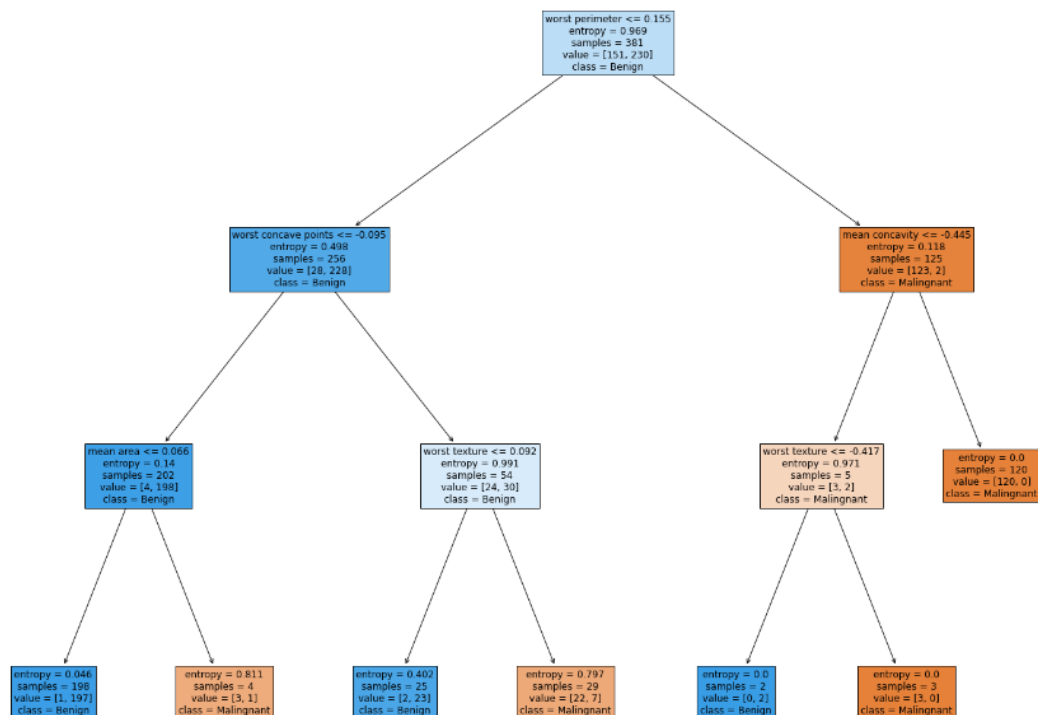 worst perimeter <= 0.155
entropy = 0.969
samples = 381
value = [151, 230]
class = Benign
worst concave points <= -0.095
entropy = 0.498
samples = 256
value = [28, 228]
class = Benign
mean concavity <= -0.445
entropy = 0.118
samples = 125
value = [123, 2]
class = Malingnant
mean area <= 0.066
entropy = 0.14
samples = 202
value = [4, 198]
class = Benign
worst texture <= 0.092
entropy = 0.991
samples = 54
value = [24, 30]
class = Benign
worst texture <= -0.417
entropy = 0.971
samples = 5
value = [3, 2]
class = Malingnant
entropy = 0.0
samples = 120
value = [120, 0]
class = Malingnant
entropy = 0.046
samples = 198
value = [1, 197]
class = Benign
entropy = 0.811
samples = 4
value = [3, 1]
class = Malingnant
entropy = 0.402
samples = 25
value = [2, 23]
class = Benign
entropy = 0.797
samples = 29
value = [22, 7]
class = Malingnant
entropy = 0.0
samples = 2
value = [0, 2]
class = Benign
entropy = 0.0
samples = 3
value = [3, 0]
class = Malingnant